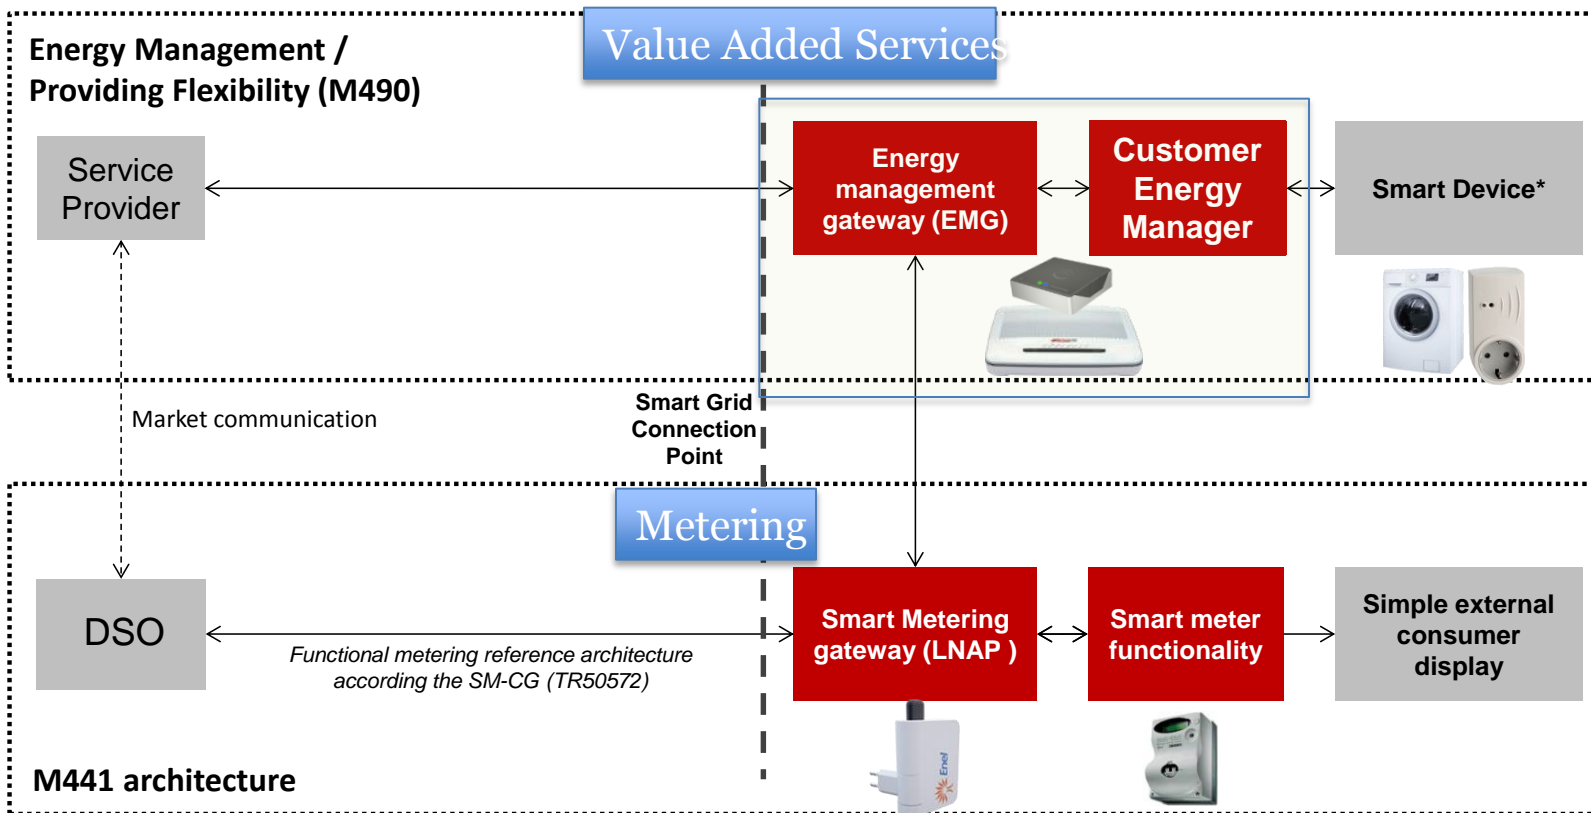 Value Added Services
Energy Management /
Providing Flexibility (M490)
Service
Provider
Energy
management
gateway (EMG)
Customer
Energy
Manager
Smart Device*
Market communication
Smart Grid
Connection
Point
Metering
DSO
Functional metering reference architecture
according the SM-CG (TR50572)
Smart Metering
gateway (LNAP )
Smart meter
functionality
Simple external
consumer
display
Enel
M441 architecture